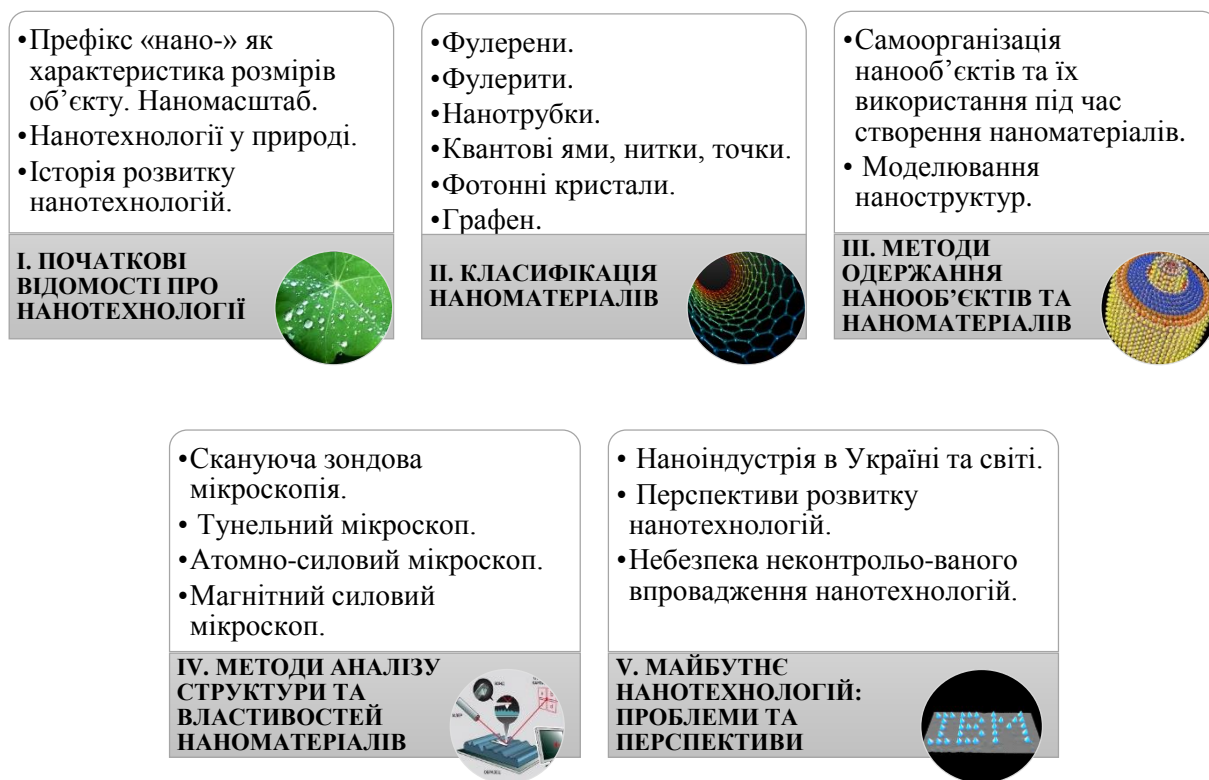 •Префікс «нано-» як
характеристика розмірів
об’єкту. Наномасштаб.
•Нанотехнології у природі.
•Історія розвитку
нанотехнологій.
І. ПОЧАТКОВІ
ВІДОМОСТІ ПРО
НАНОТЕХНОЛОГІЇ
•Фулерени.
•Фулерити.
•Нанотрубки.
•Квантові ями, нитки, точки.
•Фотонні кристали.
•Графен.
ІІ. КЛАСИФІКАЦІЯ
НАНОМАТЕРІАЛІВ
•Самоорганізація
нанооб’єктів та їх
використання під час
створення наноматеріалів.
• Моделювання
наноструктур.
ІІІ. МЕТОДИ
ОДЕРЖАННЯ
НАНООБ’ЄКТІВ ТА
НАНОМАТЕРІАЛІВ
•Скануюча зондова
мікроскопія.
• Тунельний мікроскоп.
•Атомно-силовий мікроскоп.
•Магнітний силовий
мікроскоп.
IV. МЕТОДИ АНАЛІЗУ
СТРУКТУРИ ТА
ВЛАСТИВОСТЕЙ
НАНОМАТЕРІАЛІВ
• Наноіндустрія в Україні та світі.
• Перспективи розвитку
нанотехнологій.
•Небезпека неконтрольо-ваного
впровадження нанотехнологій.
V. МАЙБУТНЄ
НАНОТЕХНОЛОГІЙ:
ПРОБЛЕМИ ТА
ПЕРСПЕКТИВИ
IBM